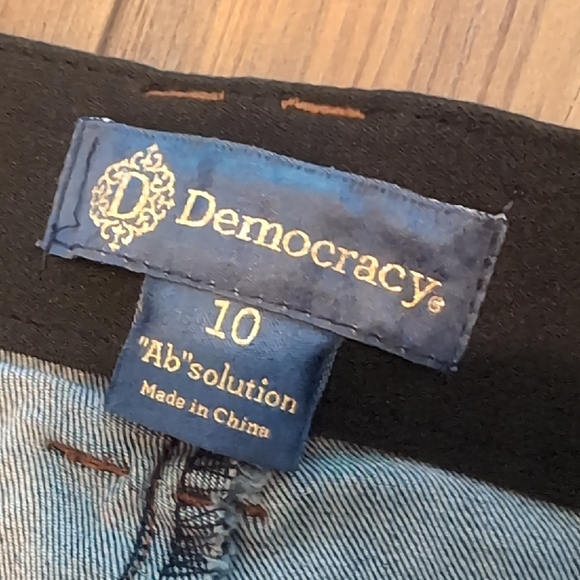 D Democracy®
10
"Ab"solution
Made in China